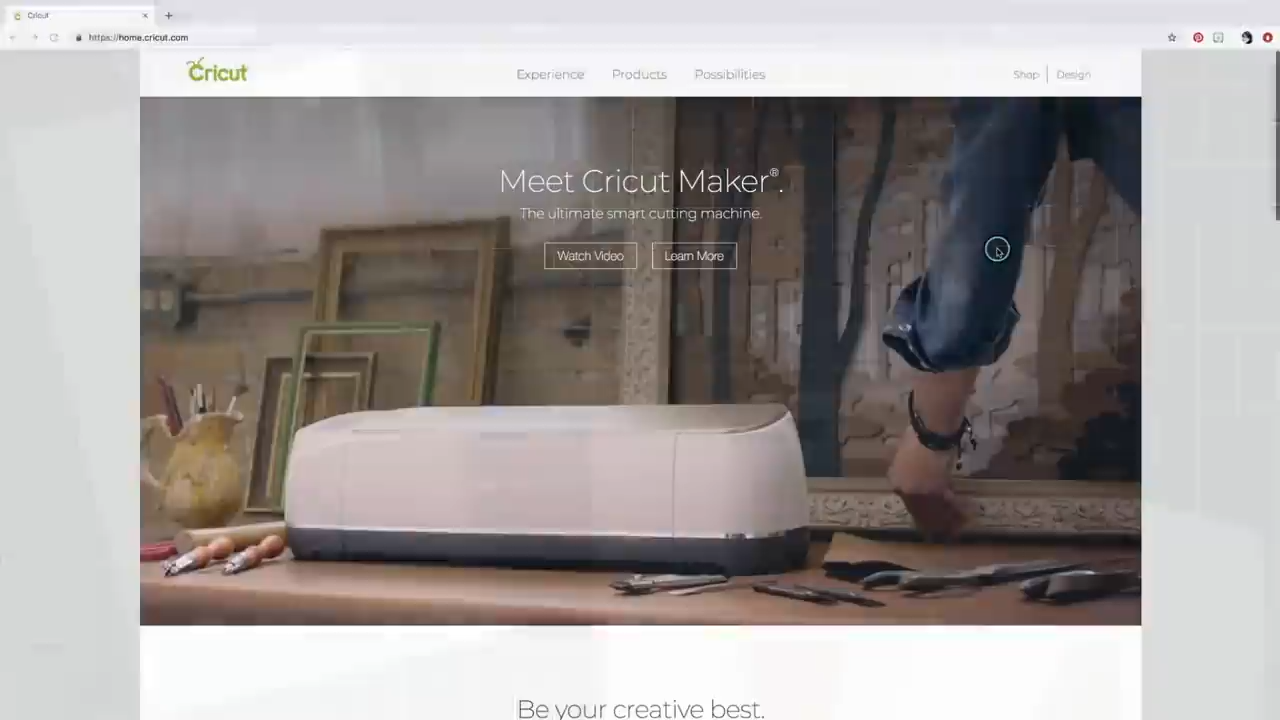 Cricut
https://home.cricut.com
Cricut
Experience Products Possibilities
Shop Design
Meet Cricut Maker®.
The ultimate smart cutting machine.
Watch Video Learn More
Be your creative best.